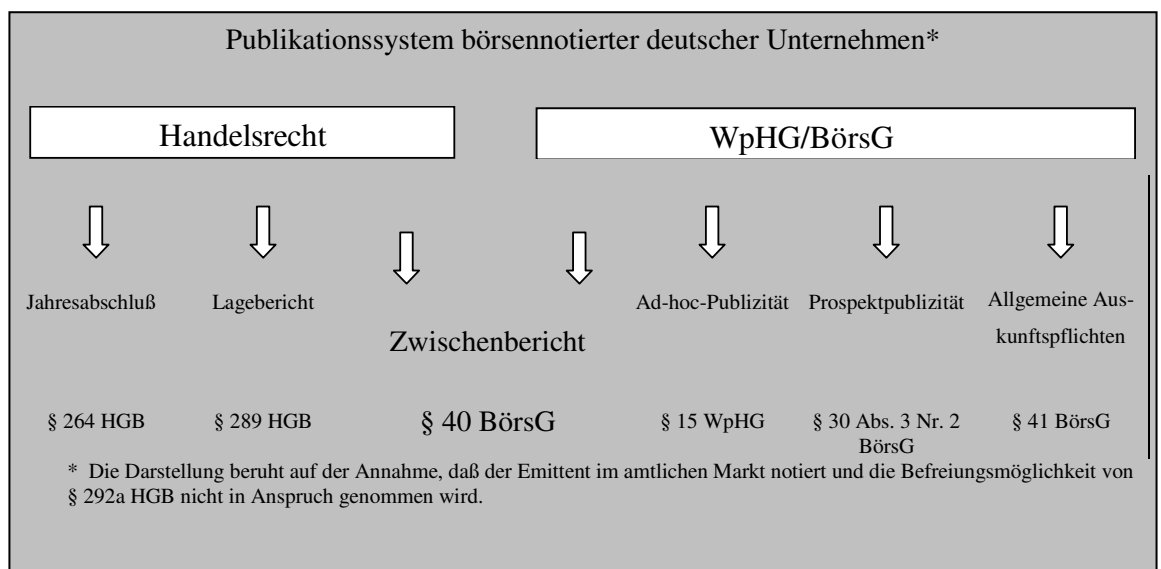 Publikationssystem börsennotierter deutscher Unternehmen*
Handelsrecht
WpHG/BörsG
Jahresabschluß
Lagebericht
Zwischenbericht
Ad-hoc-Publizität
Prospektpublizität
Allgemeine Aus-
kunftspflichten
§ 264 HGB
§ 289 HGB
§ 40 BörsG
§ 15 WpHG
§ 30 Abs. 3 Nr. 2
BörsG
§ 41 BörsG
* Die Darstellung beruht auf der Annahme, daß der Emittent im amtlichen Markt notiert und die Befreiungsmöglichkeit von
§ 292a HGB nicht in Anspruch genommen wird.